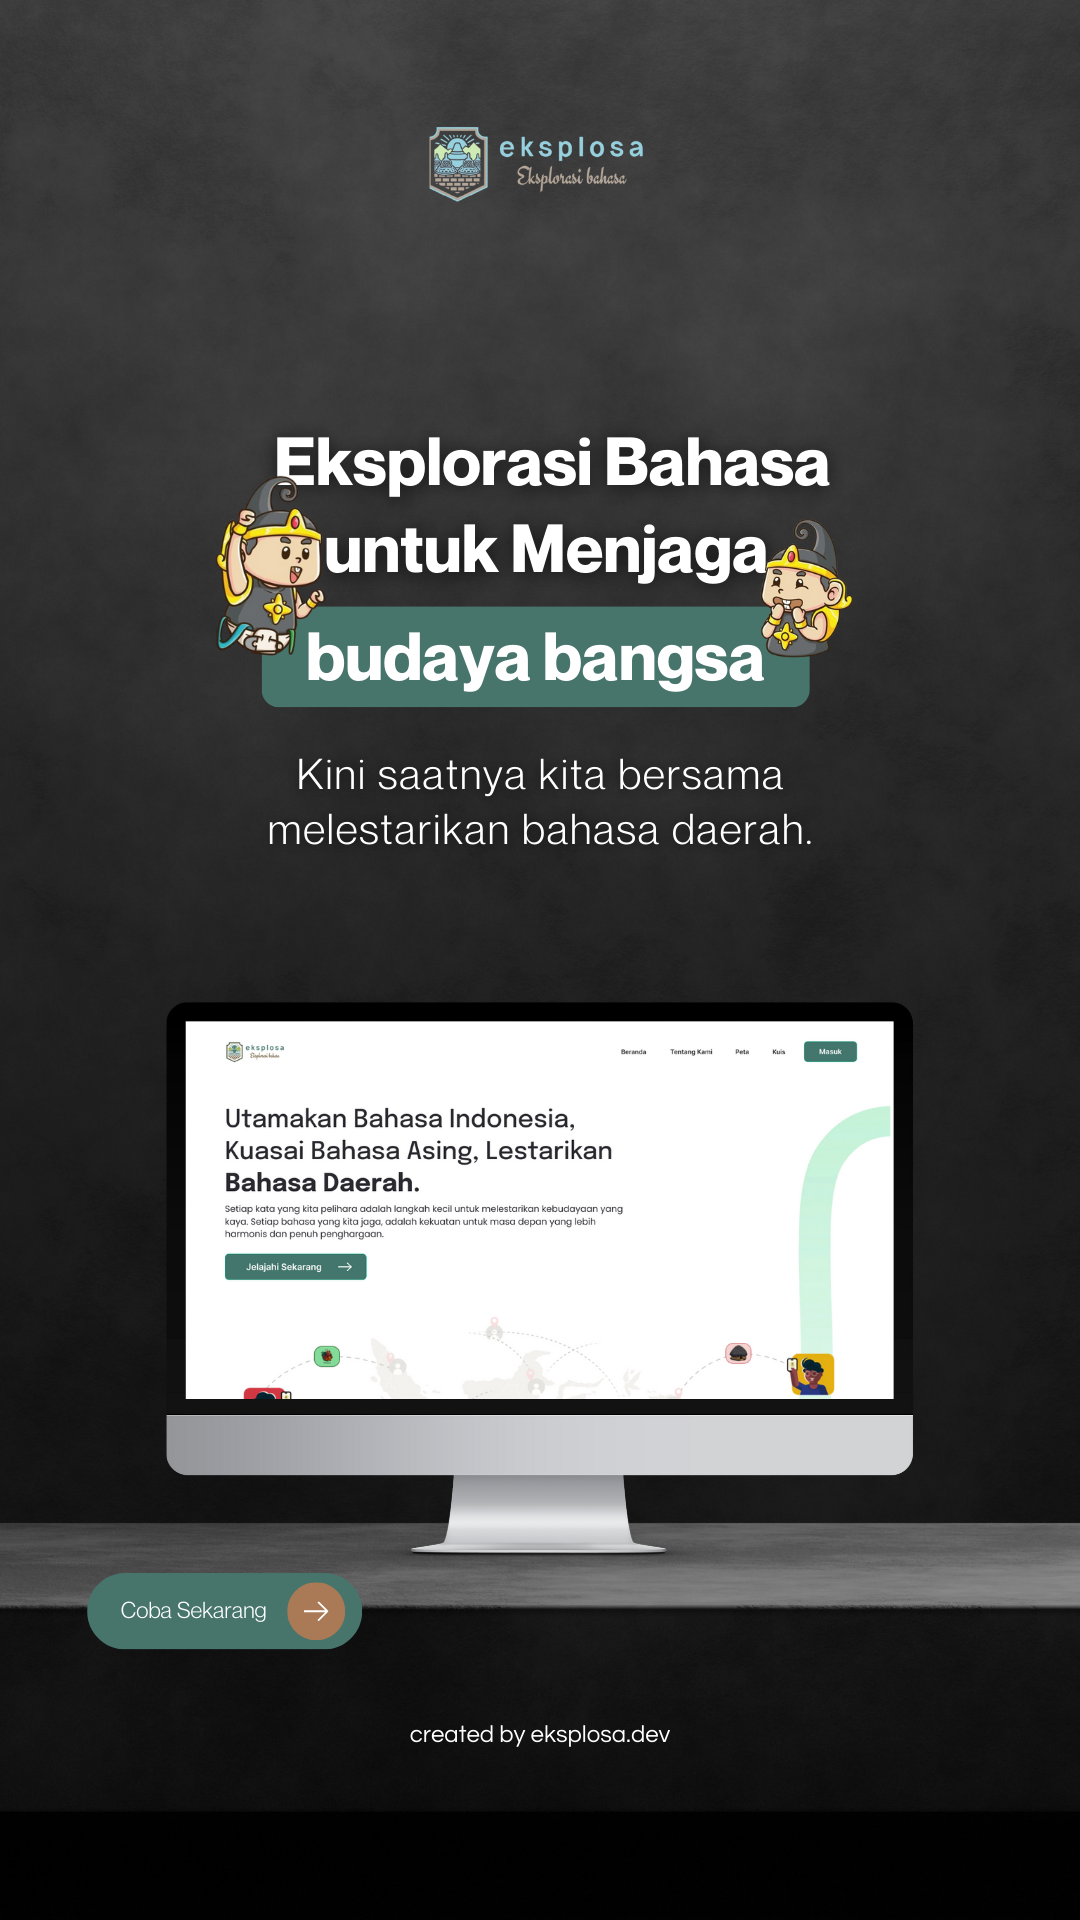 eksplosa
Eksplorasi bahasa
Eksplorasi Bahasa
untuk Menjaga
budaya bangsa
Kini saatnya kita bersama
melestarikan bahasa daerah.
eksplosa
Eksplorasi bahasa
Beranda Tentang Kami Peta Kuis Masuk
Utamakan Bahasa Indonesia,
Kuasai Bahasa Asing, Lestarikan
Bahasa Daerah.
Setiap kata yang kita pelihara adalah langkah kecil untuk melestarikan kebudayaan yang
kaya. Setiap bahasa yang kita jaga, adalah kekuatan untuk masa depan yang lebih
harmonis dan penuh penghargaan.
Jelajahi Sekarang
Coba Sekarang
created by eksplosa.dev